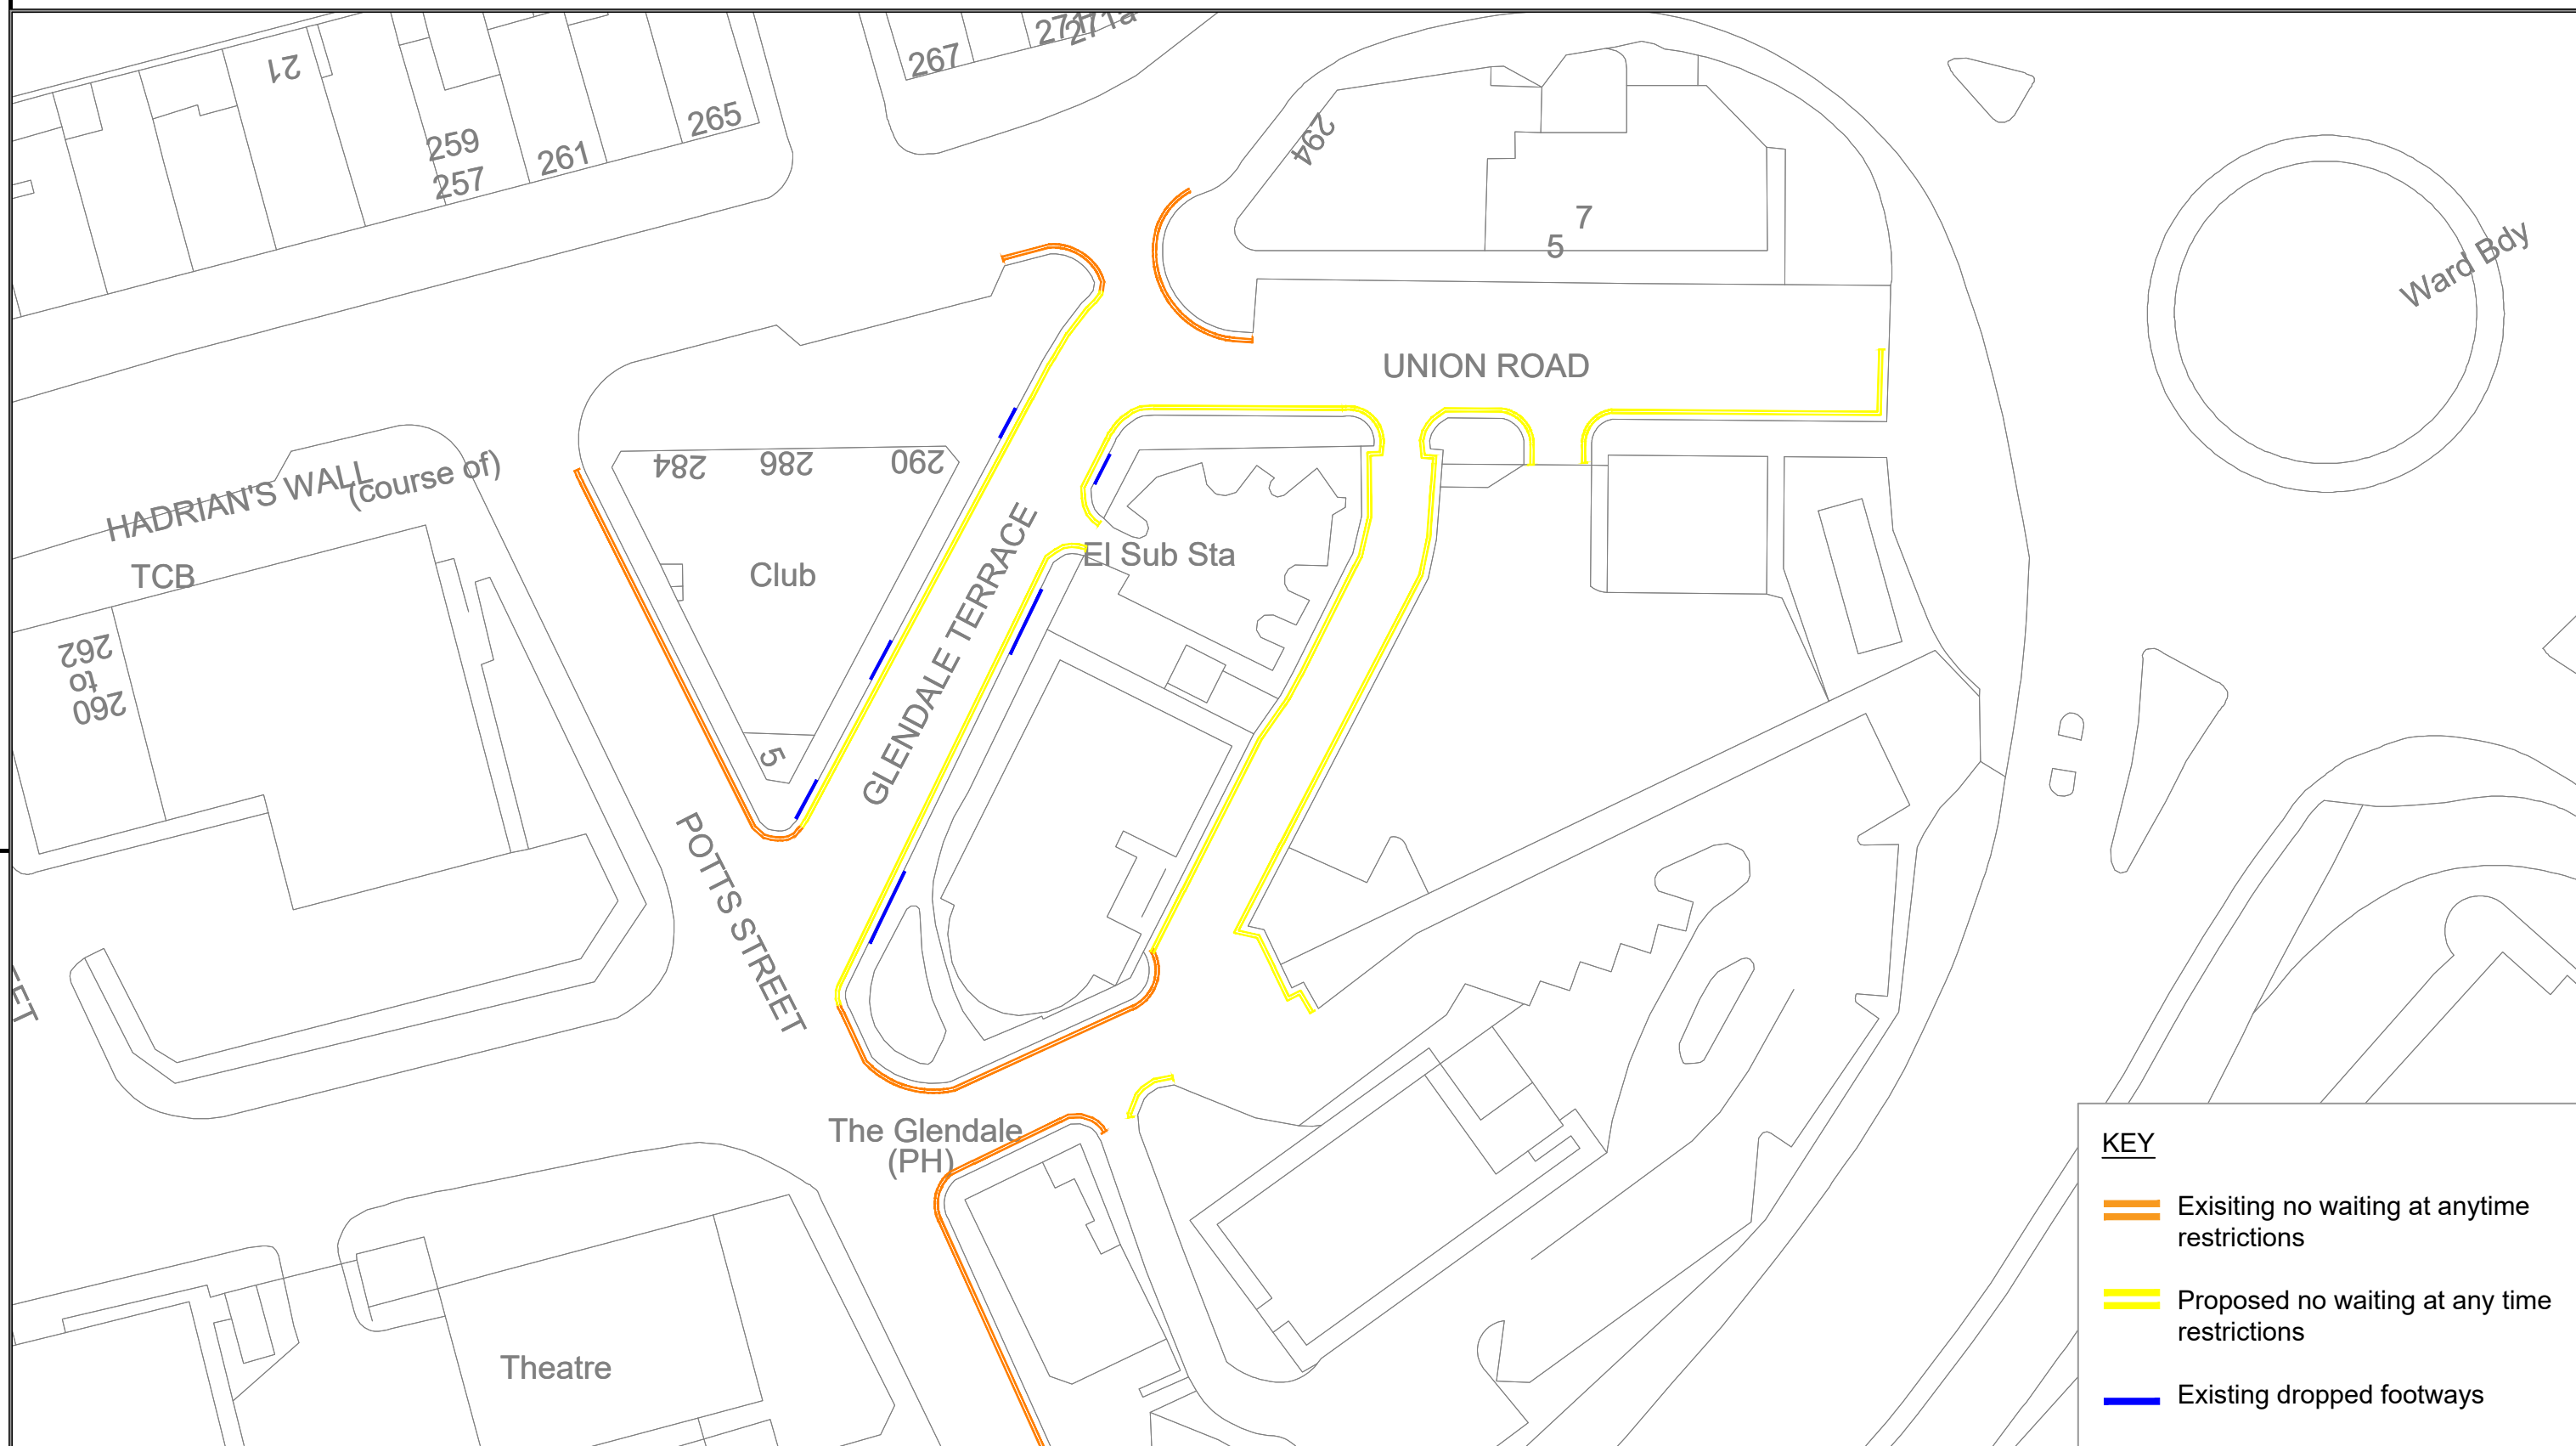 21
267
271
271a
259
257
261
265
294
7
5
Ward Bdy
UNION ROAD
284
286
290
HADRIAN'S WALL
(course of)
TCB
Club
El Sub Sta
GLENDALE TERRACE
262
to
260
5
POTTS STREET
The Glendale
(PH)
Theatre
KEY
Exisiting no waiting at anytime
restrictions
Proposed no waiting at any time
restrictions
Existing dropped footways